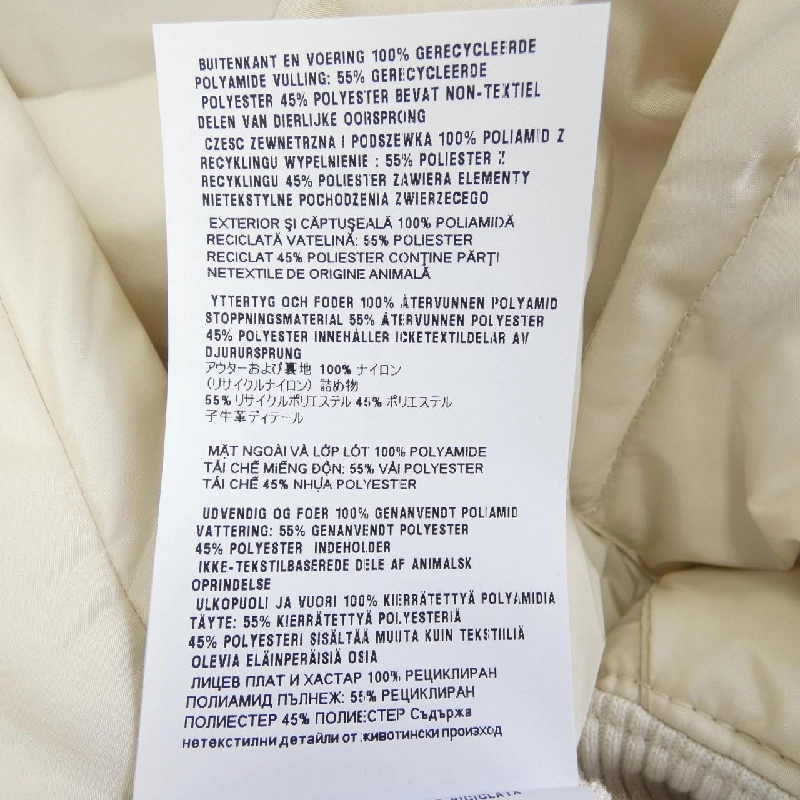 BUITENKANT EN VOERING 100% GERECYCLEERDE
POLYAMIDE VULLING: 55% GERECYCLEERDE
POLYESTER 45% POLYESTER BEVAT NON-TEXTIEL
DELEN VAN DIERLIJKE OORSPRONG
CZESC ZEWNETRZNA I PODSZEWKA 100% POLIAMID Z
RECYKLINGU WYPELNIENIE : 55% POLIESTER Z
RECYKLINGU 45% POLIESTER ZAWIERA ELEMENTY
NIETEKSTYLNE POCHODZENIA ZWIERZECEGO
EXTERIOR ŞI CĂPTUŞEALĂ 100% POLIAMIDĂ
RECICLATĂ VATELINĂ: 55% POLIESTER
RECICLAT 45% POLIESTER CONŢINE PĂRŢI
NETEXTILE DE ORIGINE ANIMALĂ
YTTERTYG OCH FODER 100% ÅTERVUNNEN POLYAMID
STOPPNINGSMATERIAL 55% ÅTERVUNNEN POLYESTER
45% POLYESTER INNEHÅLLER ICKETEXTILDELAR AV
DJURURSPRUNG
アウターおよび裏地 100% ナイロン
(リサイクルナイロン) 詰め物
55% リサイクルポリエステル 45% ポリエステル
子牛革ディテール
MẶT NGOÀI VÀ LỚP LÓT 100% POLYAMIDE
TÁI CHẾ MIẾNG ĐỘN: 55% VẢI POLYESTER
TÁI CHẾ 45% NHỰA POLYESTER
UDVENDIG OG FOER 100% GENANVENDT POLIAMID
VATTERING: 55% GENANVENDT POLYESTER
45% POLYESTER INDEHOLDER
IKKE-TEKSTILBASEREDE DELE AF ANIMALSK
OPRINDELSE
ULKOPUOLI JA VUORI 100% KIERRÄTETTYÄ POLYAMIDIA
TÄYTE: 55% KIERRÄTETTYÄ POLYESTERIÄ
45% POLYESTERI SISÄLTÄÄ MUUTA KUIN TEKSTIILIÄ
OLEVIA ELÄINPERÄISIÄ OSIA
ЛИЦЕВ ПЛАТ И ХАСТАР 100% РЕЦИКЛИРАН
ПОЛИАМИД ПЪЛНЕЖ: 55% РЕЦИКЛИРАН
ПОЛИЕСТЕР 45% ПОЛИЕСТЕР Съдържа
нетекстилни детайли от животински произход